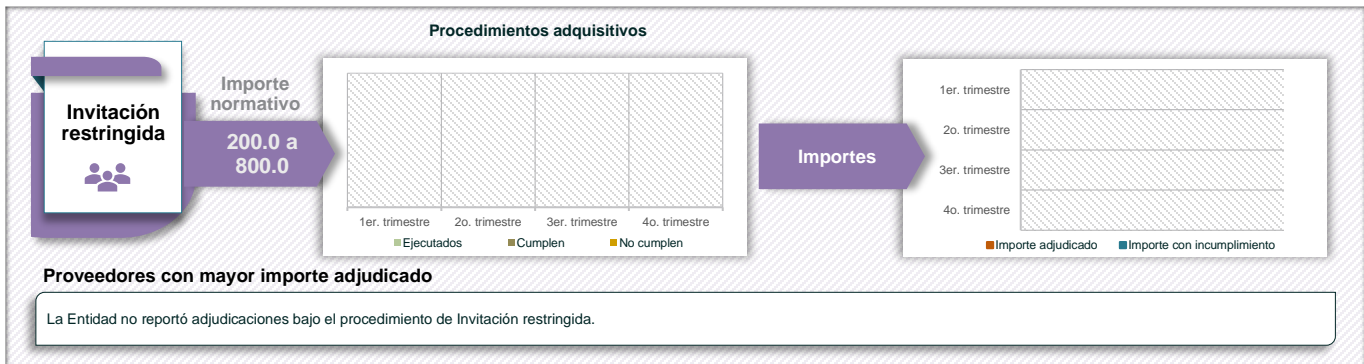 Procedimientos adquisitivos
Invitación
restringida
Importe
normativo
200.0 a
800.0
1er. trimestre 2o. trimestre 3er. trimestre 4o. trimestre
Ejecutados Cumplen No cumplen
Importes
1er. trimestre
2o. trimestre
3er. trimestre
4o. trimestre
Importe adjudicado Importe con incumplimiento
Proveedores con mayor importe adjudicado
La Entidad no reportó adjudicaciones bajo el procedimiento de Invitación restringida.